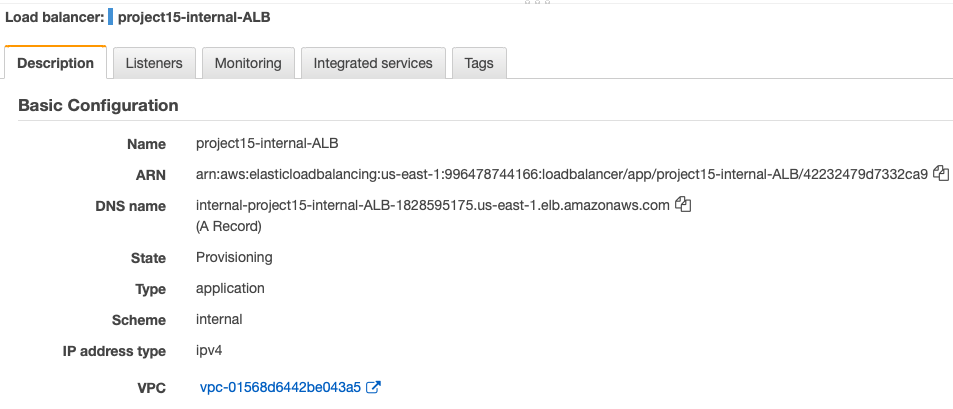 Load balancer: project15-internal-ALB
Description Listeners Monitoring Integrated services Tags
Basic Configuration
Name project15-internal-ALB
ARN arn:aws:elasticloadbalancing:us-east-1:996478744166:loadbalancer/app/project15-internal-ALB/42232479d7332ca9
DNS name internal-project15-internal-ALB-1828595175.us-east-1.elb.amazonaws.com
(A Record)
State Provisioning
Type application
Scheme internal
IP address type ipv4
VPC vpc-01568d6442be043a5